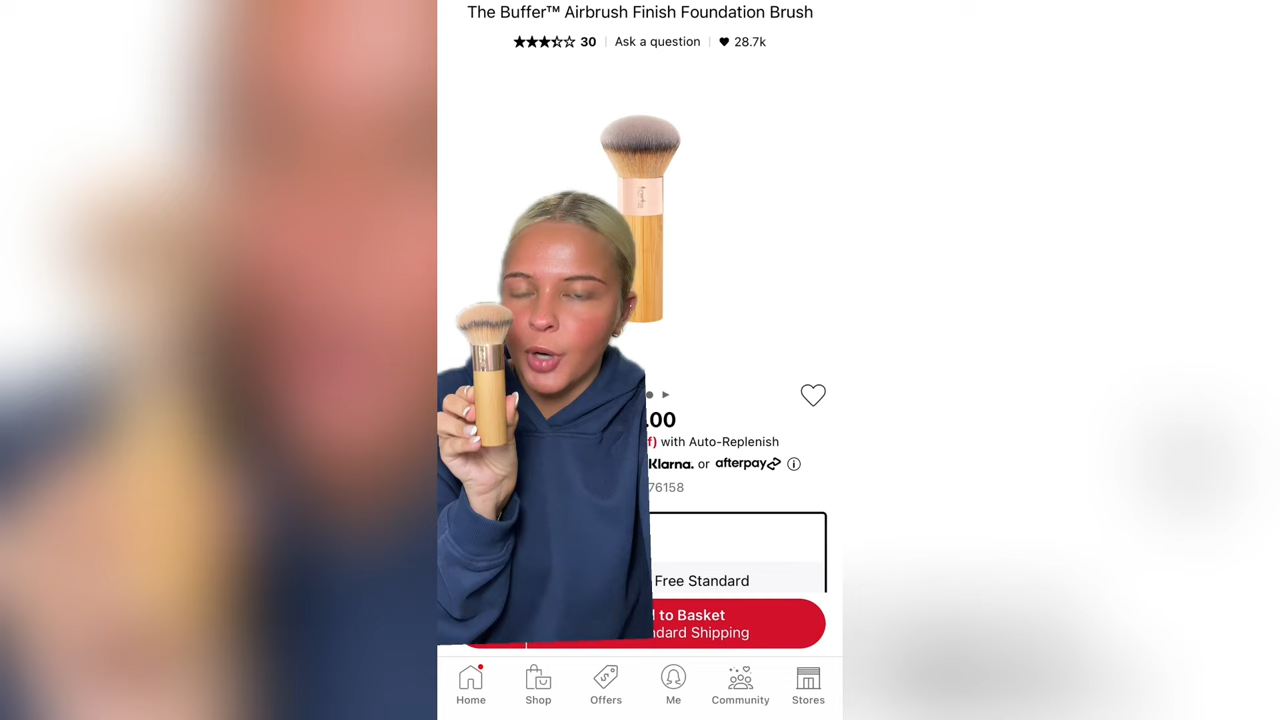 The Buffer™ Airbrush Finish Foundation Brush
30
Ask a question
28.7k
.00
f) with Auto-Replenish
Klarna. or afterpay
76158
Free Standard
to Basket
ndard Shipping
Home
Shop
Offers
Me
Community
Stores